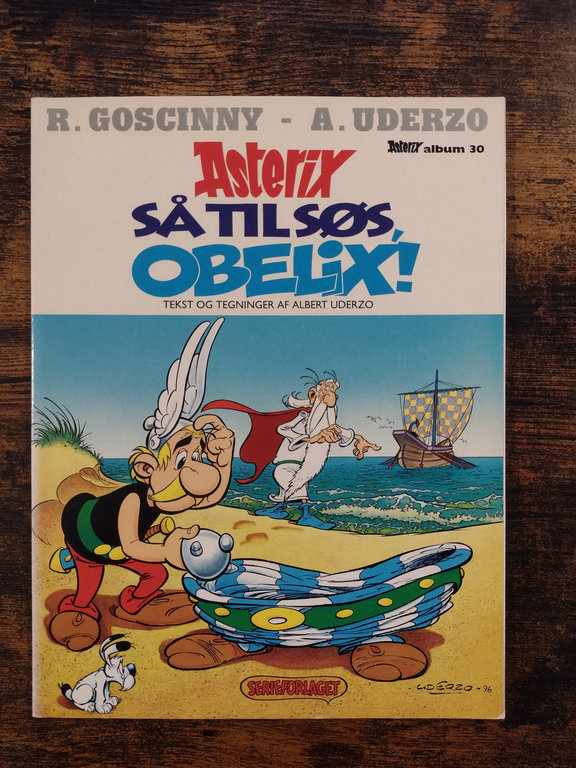 R. GOSCINNY - A. UDERZO
Asterix album 30
Asterix
SÅ TIL SØS,
OBELIX!
TEKST OG TEGNINGER AF ALBERT UDERZO
SERIEFORLAGET
-UDERZO-96